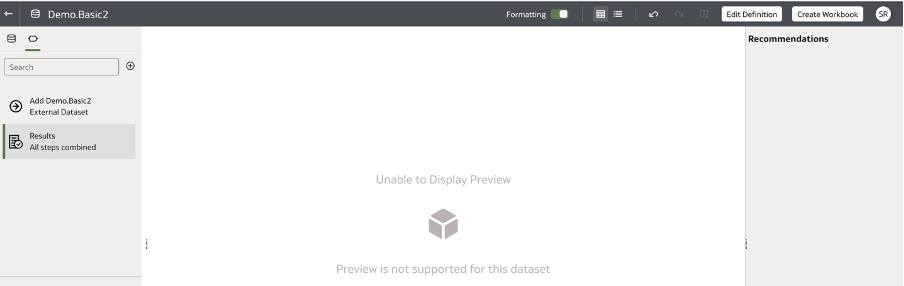 Demo.Basic2
Formatting
Edit Definition
Create Workbook
SR
Search
Add Demo.Basic2
External Dataset
Results
All steps combined
Unable to Display Preview
Preview is not supported for this dataset
Recommendations